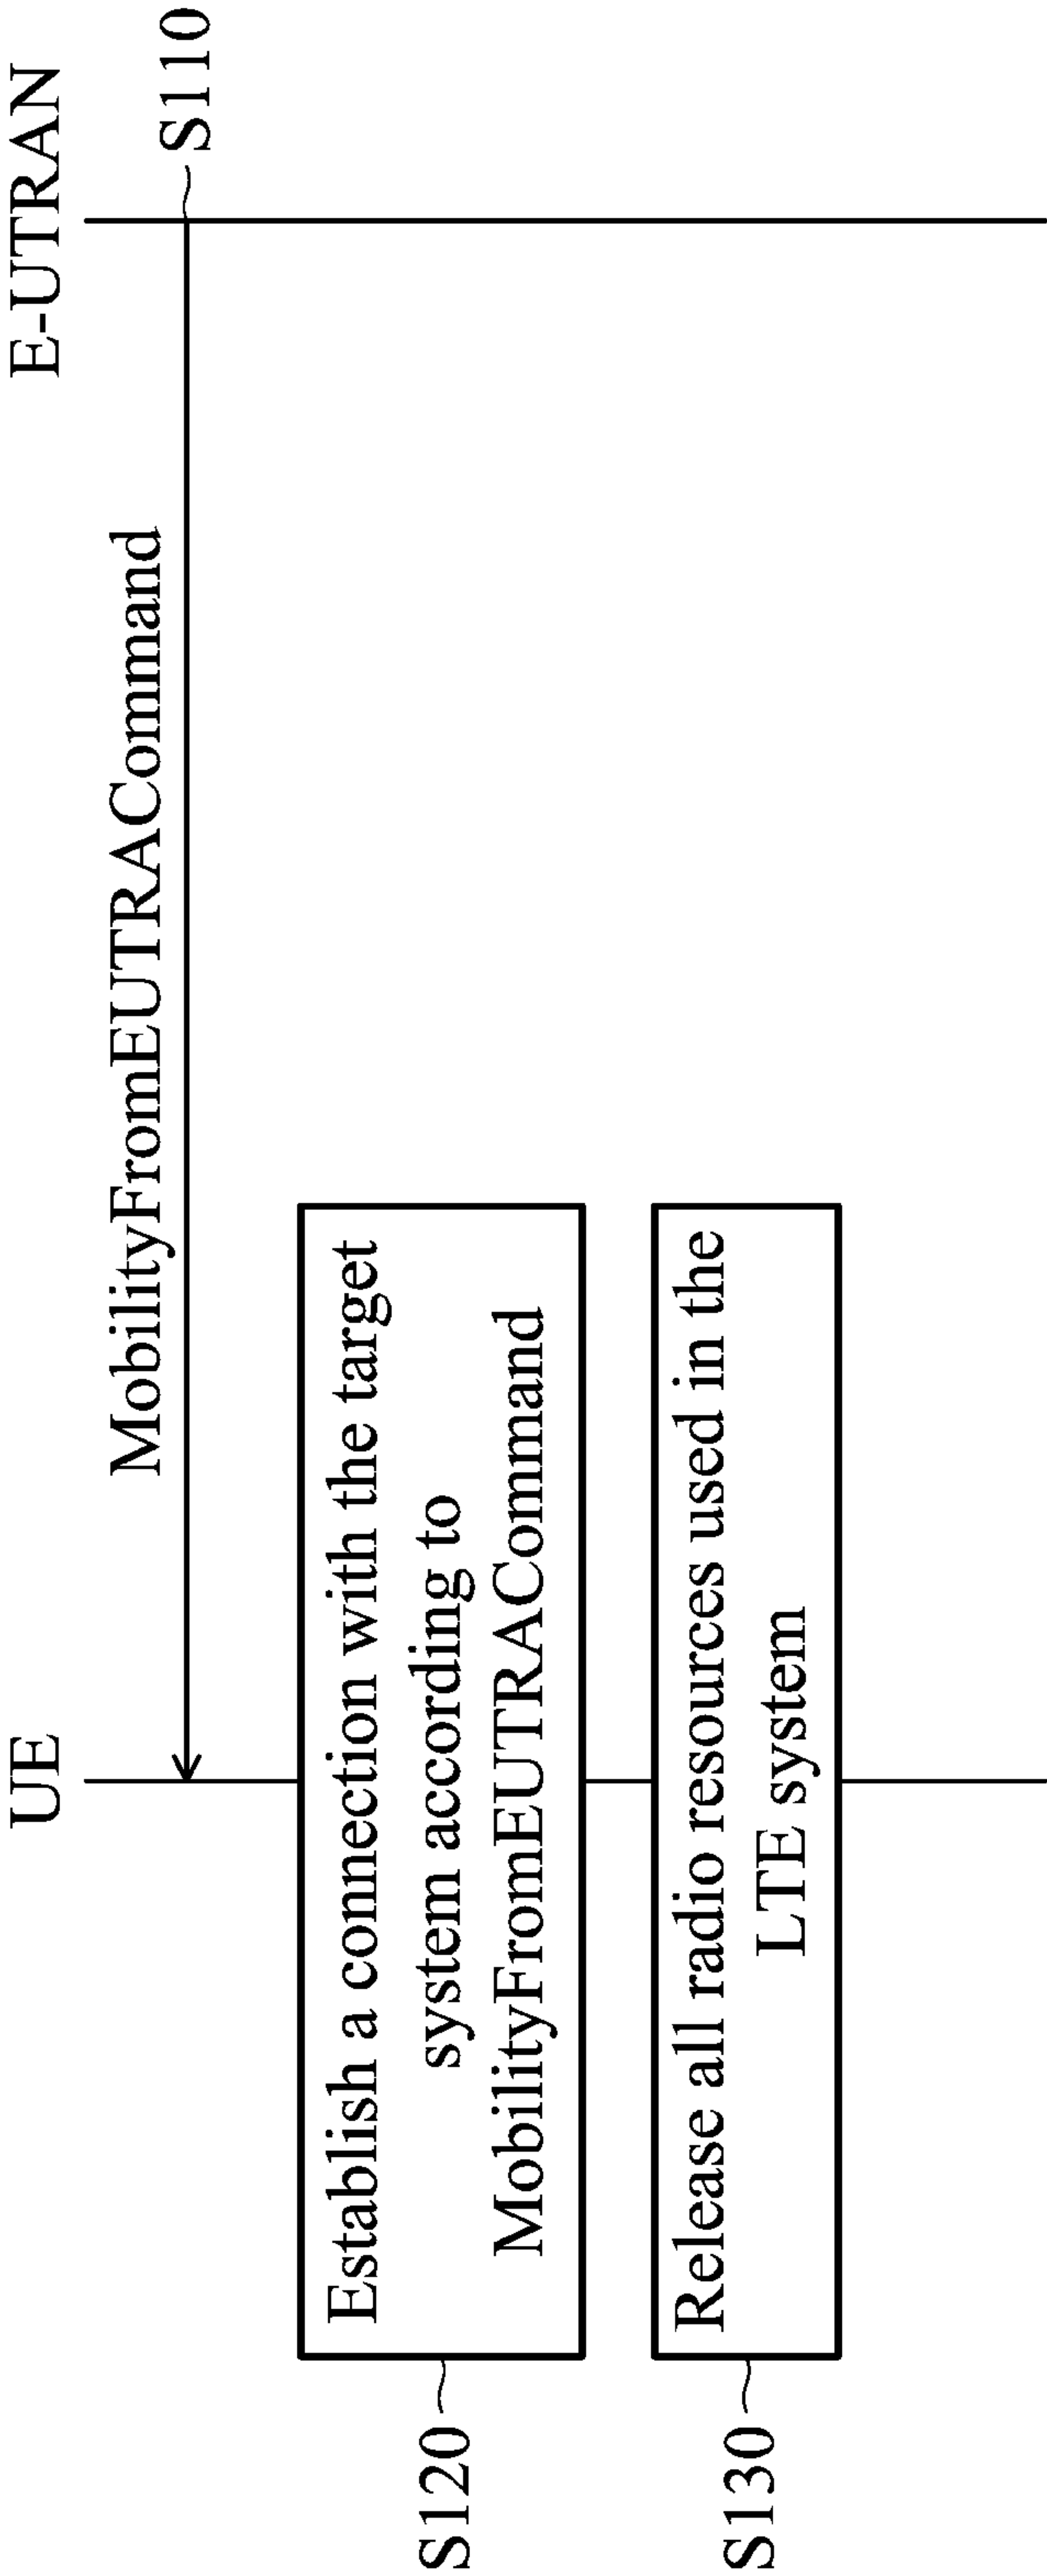 UE
E-UTRAN
MobilityFromEUTRACommand
S110
S120
Establish a connection with the target
system according to
MobilityFromEUTRACommand
S130
Release all radio resources used in the
LTE system